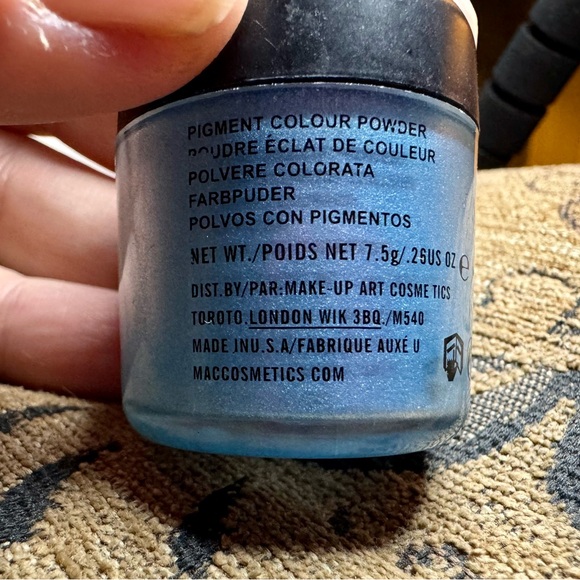 PIGMENT COLOUR POWDER
POUDRE ÉCLAT DE COULEUR
POLVERE COLORATA
FARBPUDER
POLVOS CON PIGMENTOS
NET WT./POIDS NET 7.5g/.26US OZ e
DIST.BY/PAR:MAKE-UP ART COSME TICS
TOROTO.LONDON WIK 3BQ./M540
MADE INU.S.A/FABRIQUE AUXÉ U
MACCOSMETICS COM